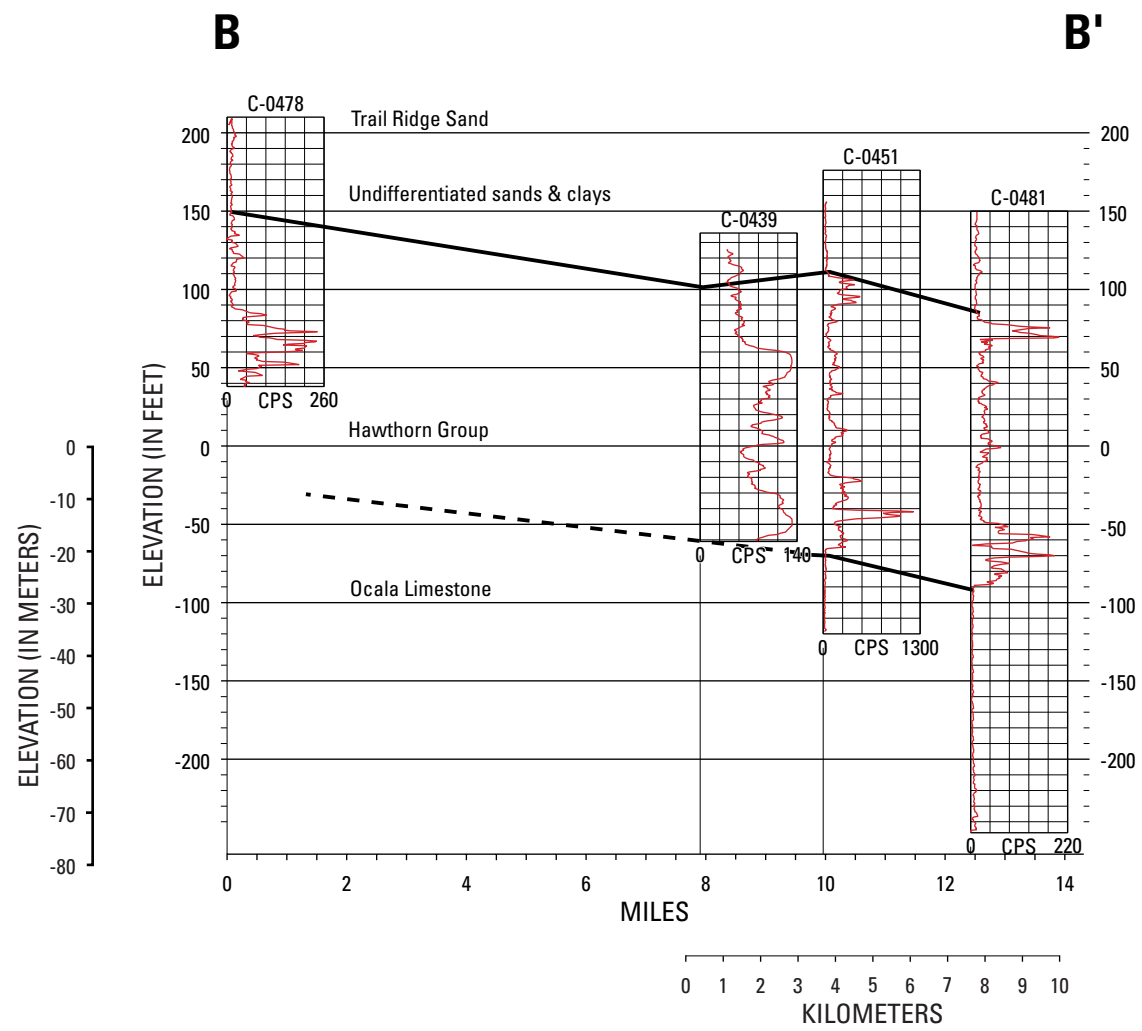 B B'
C-0478
Trail Ridge Sand
200 200
C-0451
Undifferentiated sands & clays
C-0481
150 150
C-0439
100 100
50 50
0 CPS 260
Hawthorn Group
0 0 0
-10
-50 -50
-20
0 CPS 140
Ocala Limestone
-30 -100 -100
0 CPS 1300
-40
-150 -150
-50
-60 -200 -200
-70
0 CPS 220
-80
ELEVATION (IN METERS)
ELEVATION (IN FEET)
0 2 4 6 8 10 12 14
MILES
0 1 2 3 4 5 6 7 8 9 10
KILOMETERS